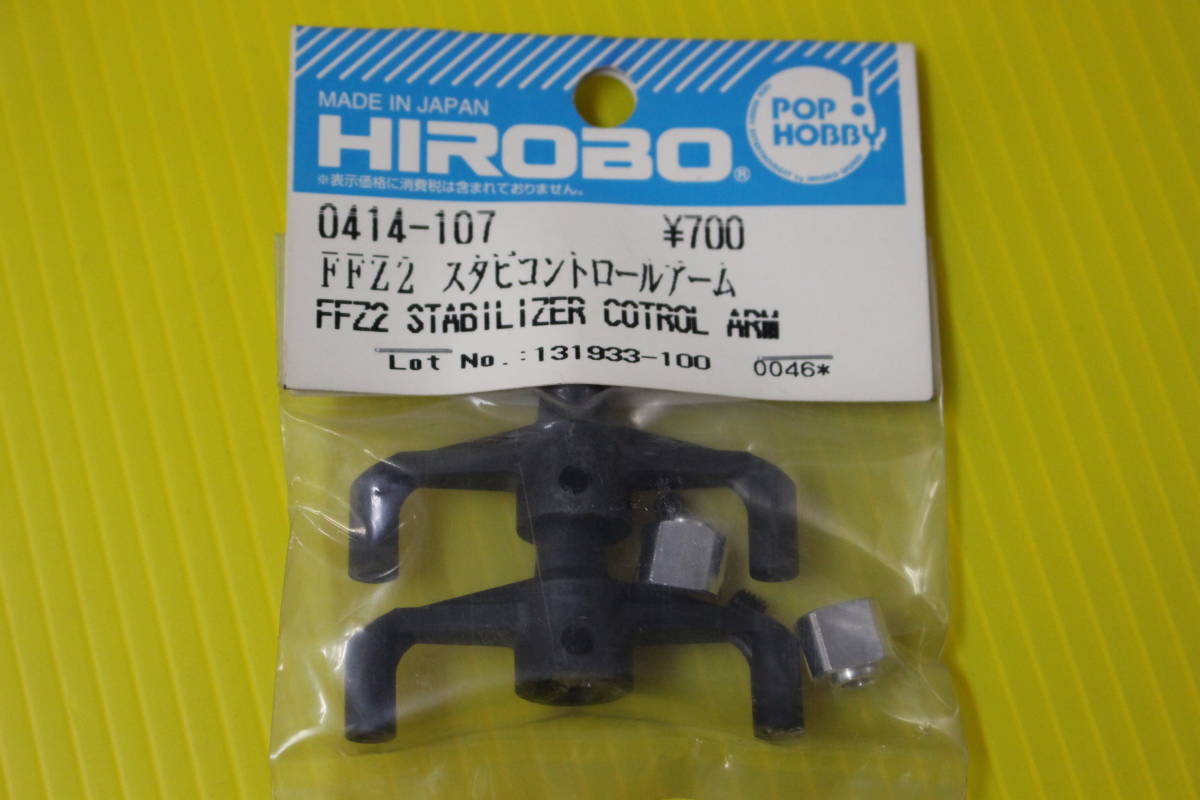 MADE IN JAPAN
HIROBO®
POP!
HOBBY
※表示価格に消費税は含まれておりません。
0414-107 ¥700
FFZ2 スタビコントロールアーム
FFZ2 STABILIZER COTROL ARM
Lot No.:131933-100 0046*